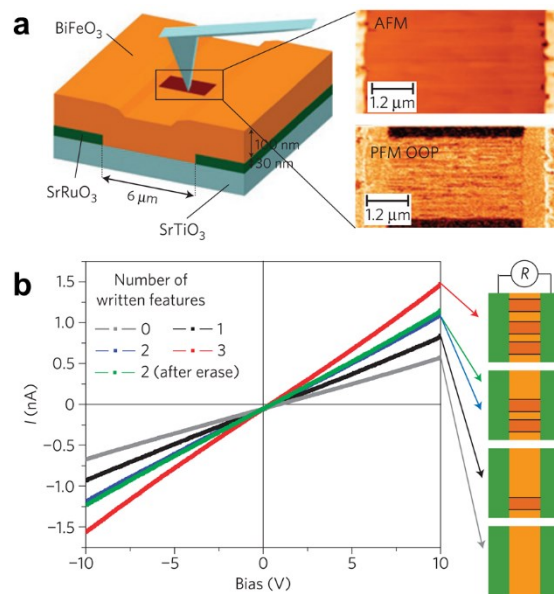 a
BiFeO3
AFM
1.2 μm
100 nm
30 nm
PFM OOP
1.2 μm
SrRuO3
6 μm
SrTiO3
b
R
Number of
written features
0
1
2
3
2 (after erase)
1.5
1.0
0.5
0
−0.5
−1.0
−1.5
I (nA)
−10
−5
0
5
10
Bias (V)